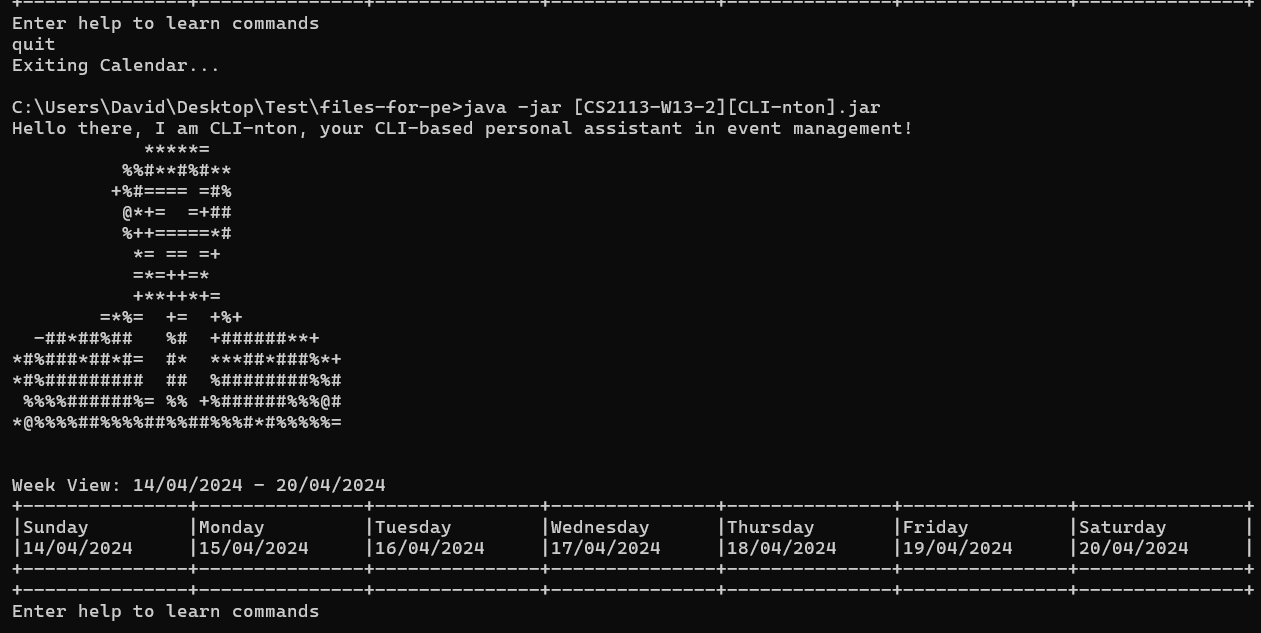 +---------------+---------------+---------------+---------------+---------------+---------------+---------------+
Enter help to learn commands
quit
Exiting Calendar...
C:\Users\David\Desktop\Test\files-for-pe>java -jar [CS2113-W13-2][CLI-nton].jar
Hello there, I am CLI-nton, your CLI-based personal assistant in event management!
            *****=
          %%#**#%#**
         +%#==== =#%
          @*+=  =+##
          %++=====*#
           *= == =+
           =*=++=*
           +**++*+=
        =*%=  +=  +%+
  -##*##%##   %#  +######**+
*#%###*##*#=  #*  ***##*###%*+
*#%#########  ##  %########%%#
 %%%%######%= %% +%######%%%@#
*@%%%%##%%%%##%%##%%%#*#%%%%%=
Week View: 14/04/2024 - 20/04/2024
+---------------+---------------+---------------+---------------+---------------+---------------+---------------+
|Sunday         |Monday         |Tuesday        |Wednesday      |Thursday       |Friday         |Saturday       |
|14/04/2024     |15/04/2024     |16/04/2024     |17/04/2024     |18/04/2024     |19/04/2024     |20/04/2024     |
+---------------+---------------+---------------+---------------+---------------+---------------+---------------+
+---------------+---------------+---------------+---------------+---------------+---------------+---------------+
Enter help to learn commands